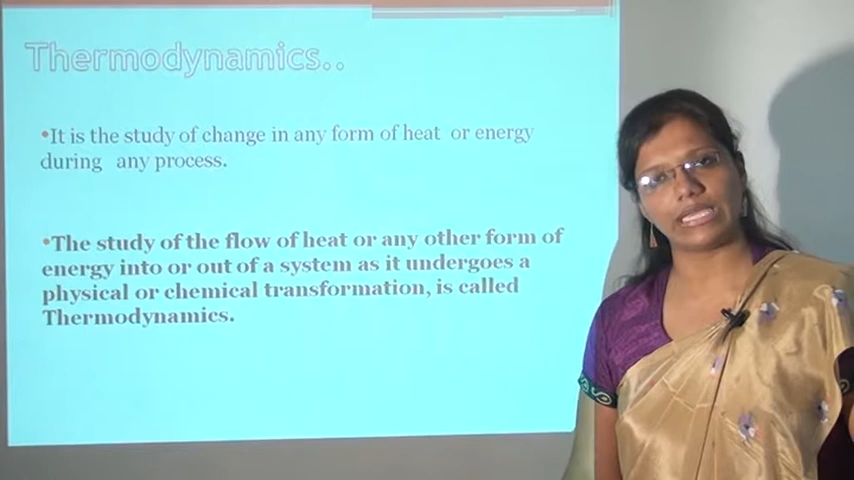 Thermodynamics..
•It is the study of change in any form of heat or energy
during any process.
•The study of the flow of heat or any other form of
energy into or out of a system as it undergoes a
physical or chemical transformation, is called
Thermodynamics.